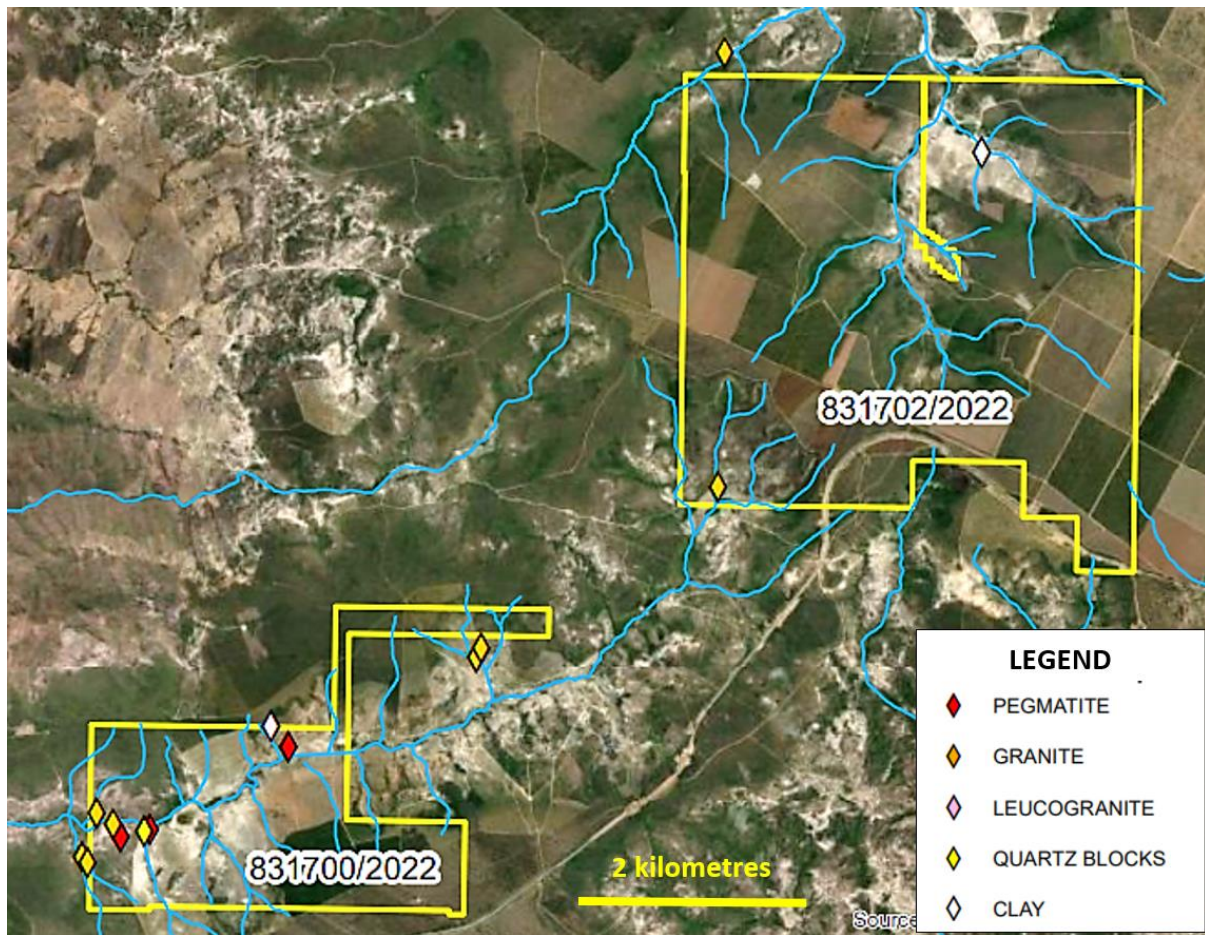 831702/2022
831700/2022
2 kilometres
Source
LEGEND
PEGMATITE
GRANITE
LEUCOGRANITE
QUARTZ BLOCKS
CLAY